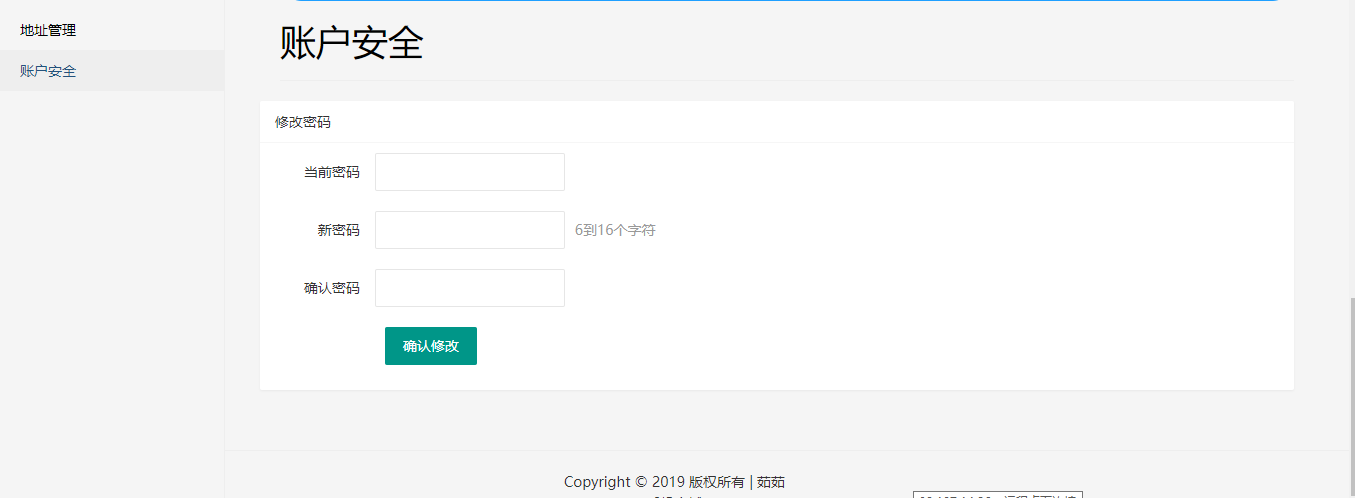 地址管理
账户安全
账户安全
修改密码
当前密码
新密码 6到16个字符
确认密码
确认修改
Copyright © 2019 版权所有 | 茹茹